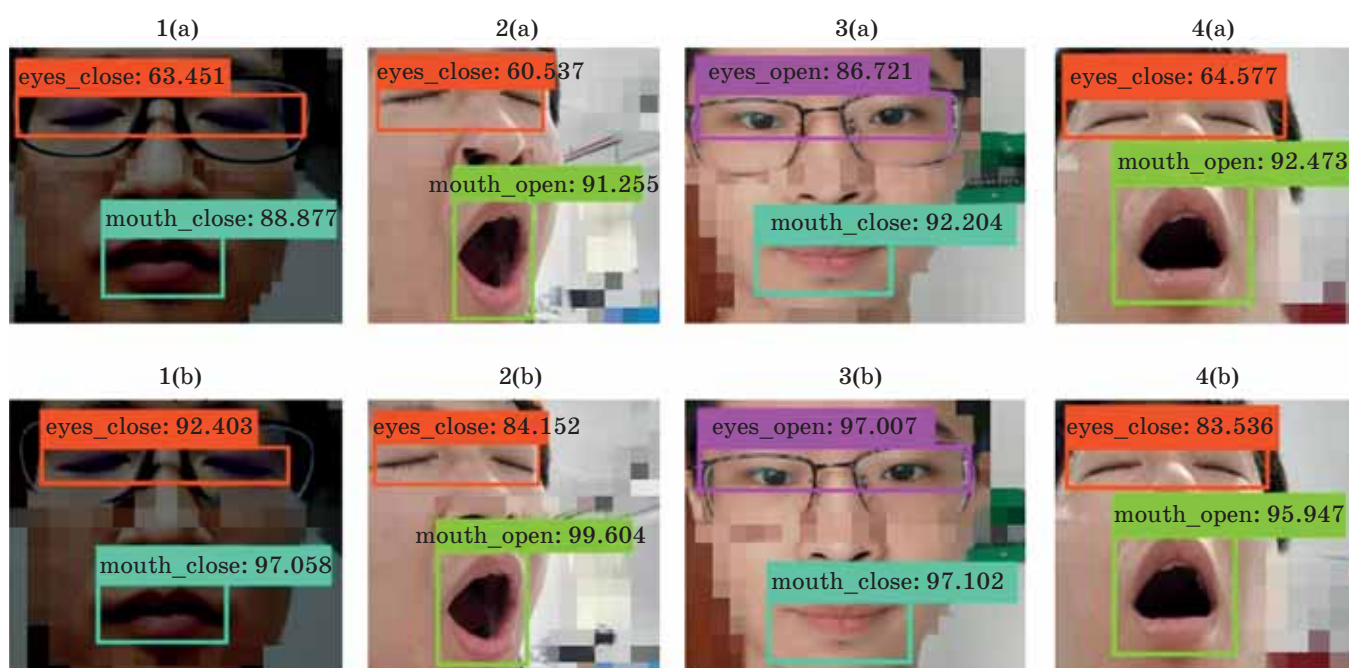 1(a)
2(a)
3(a)
4(a)
eyes_close: 63.451
eyes_close: 60.537
eyes_open: 86.721
eyes_close: 64.577
mouth_close: 88.877
mouth_open: 91.255
mouth_close: 92.204
mouth_open: 92.473
1(b)
2(b)
3(b)
4(b)
eyes_close: 92.403
eyes_close: 84.152
eyes_open: 97.007
eyes_close: 83.536
mouth_close: 97.058
mouth_open: 99.604
mouth_close: 97.102
mouth_open: 95.947